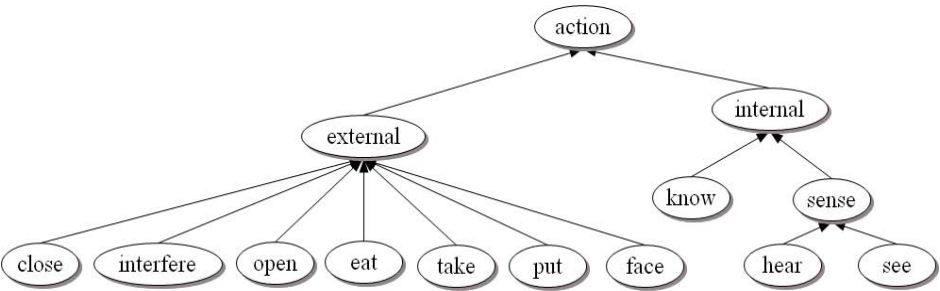 action
internal
external
know
sense
close
interfere
open
eat
take
put
face
hear
see